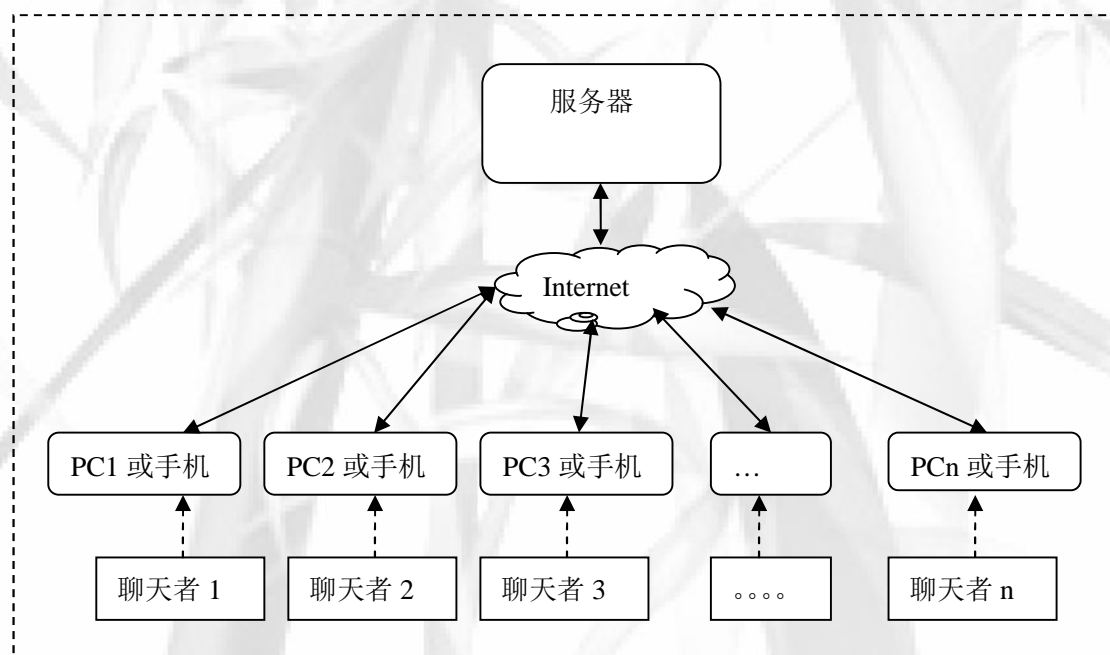 服务器
Internet
PC1 或手机
PC2 或手机
PC3 或手机
…
PCn 或手机
聊天者 1
聊天者 2
聊天者 3
。。。。
聊天者 n